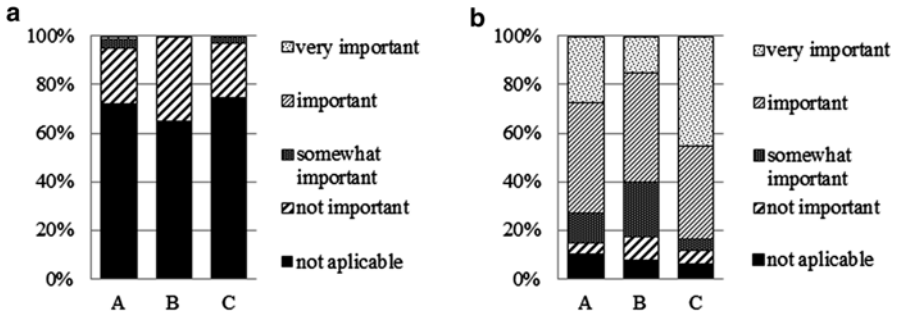 a
100%
80%
60%
40%
20%
0%
A B C
very important
important
somewhat
important
not important
not aplicable
b
100%
80%
60%
40%
20%
0%
A B C
very important
important
somewhat
important
not important
not aplicable